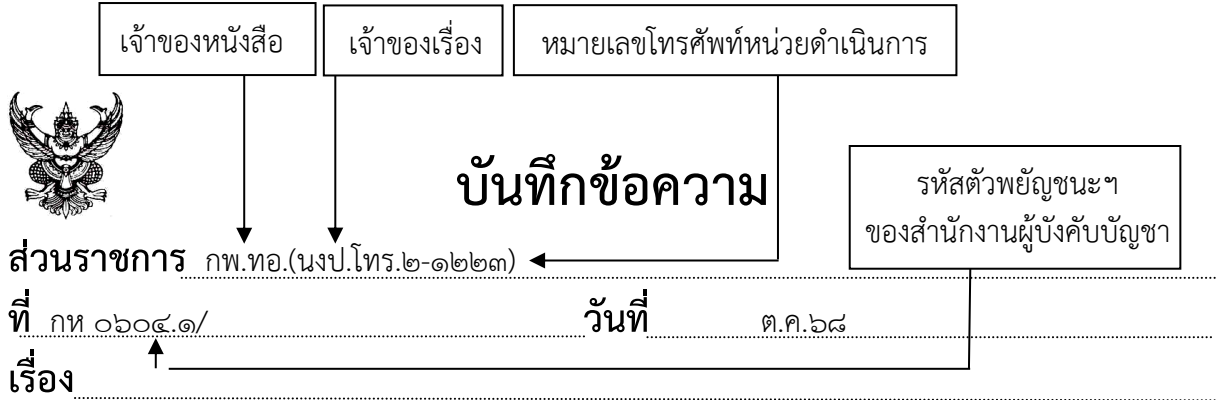 เจ้าของหนังสือ
เจ้าของเรื่อง
หมายเลขโทรศัพท์หน่วยดำเนินการ
บันทึกข้อความ
รหัสตัวพยัญชนะฯ
ของสำนักงานผู้บังคับบัญชา
ส่วนราชการ กพ.ทอ.(นงป.โทร.๒-๑๒๒๓)
ที่ กห ๐๖๐๔.๑/ วันที่ ต.ค.๖๘
เรื่อง